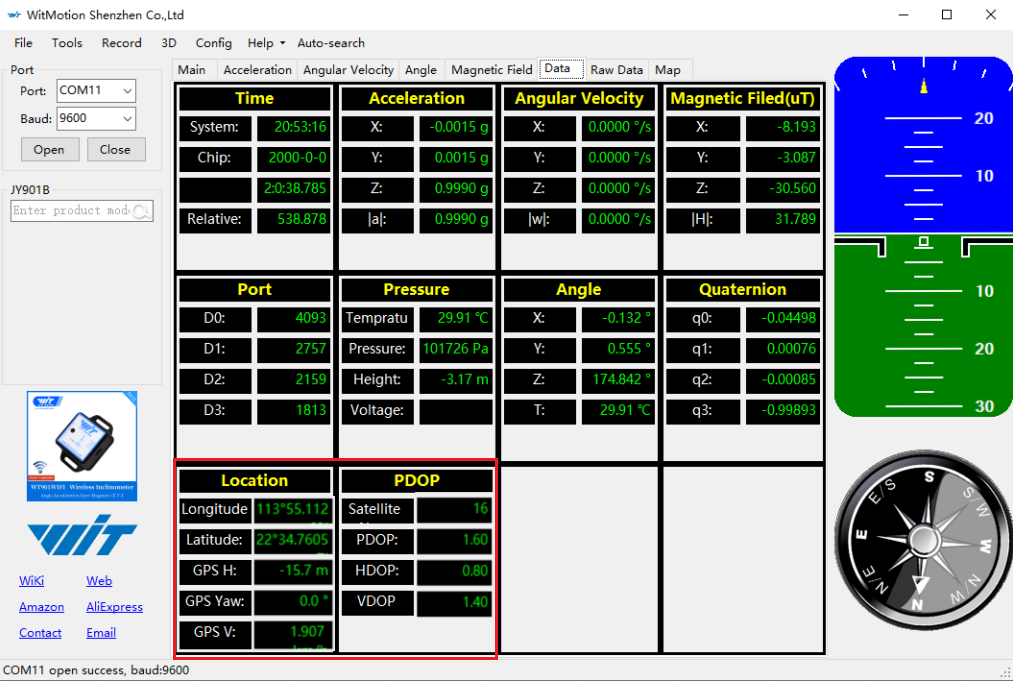 WitMotion Shenzhen Co.,Ltd
File Tools Record 3D Config Help Auto-search
Port
Port: COM11
Baud: 9600
Open Close
JY901B
Enter product mod
WiT
WT901WIFI Wireless Inclinometer
Angle Acceleration Gyro Magnetic (X Y Z
WiT
WiKi Web
Amazon AliExpress
Contact Email
Main Acceleration Angular Velocity Angle Magnetic Field Data Raw Data Map
Time
System: 20:53:16
Chip: 2000-0-0
2:0:38.785
Relative: 538.878
Acceleration
X: -0.0015 g
Y: 0.0015 g
Z: 0.9990 g
|a|: 0.9990 g
Angular Velocity
X: 0.0000 °/s
Y: 0.0000 °/s
Z: 0.0000 °/s
|w|: 0.0000 °/s
Magnetic Filed(uT)
X: -8.193
Y: -3.087
Z: -30.560
|H|: 31.789
Port
D0: 4093
D1: 2757
D2: 2159
D3: 1813
Pressure
Tempratu 29.91 ℃
Pressure: 101726 Pa
Height: -3.17 m
Voltage:
Angle
X: -0.132 °
Y: 0.555 °
Z: 174.842 °
T: 29.91 ℃
Quaternion
q0: -0.04498
q1: 0.00076
q2: -0.00085
q3: -0.99893
Location
Longitude 113°55.112
Latitude: 22°34.7605
GPS H: -15.7 m
GPS Yaw: 0.0 °
GPS V: 1.907
PDOP
Satellite 16
PDOP: 1.60
HDOP: 0.80
VDOP 1.40
20
10
10
20
30
S
S/W
W
N/W
N
N/E
E
E/S
COM11 open success, baud:9600